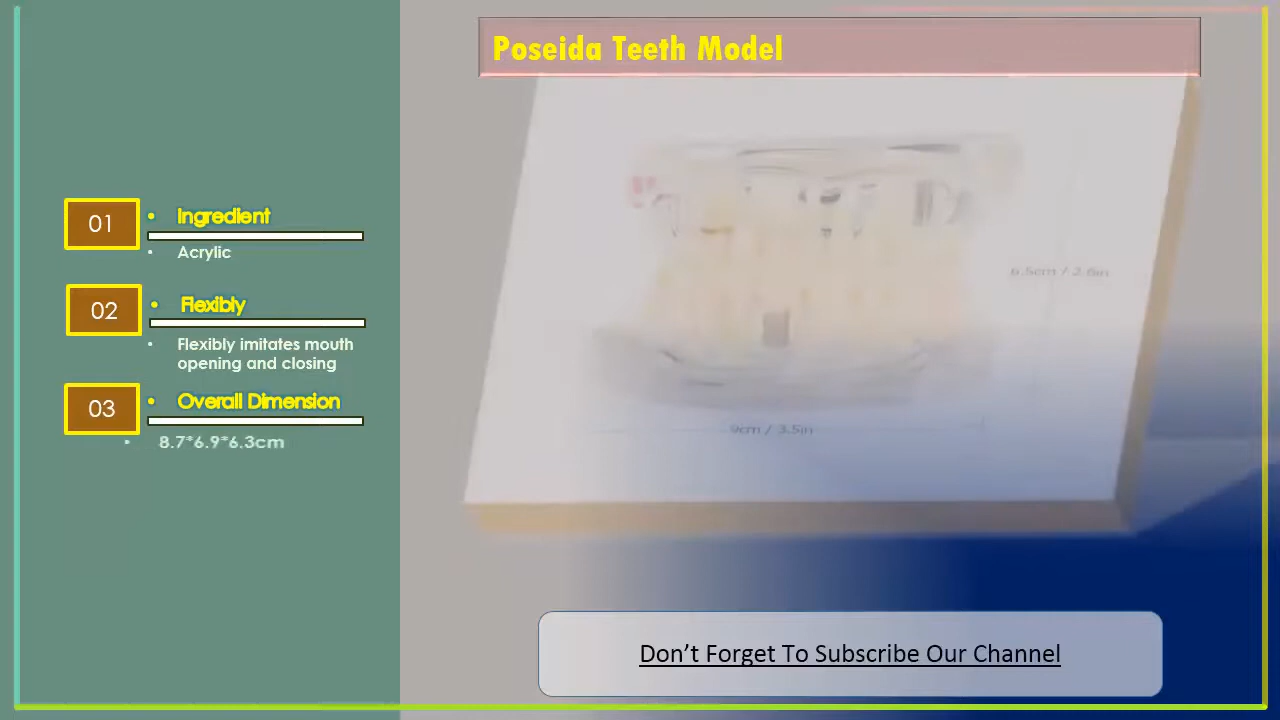 Poseida Teeth Model
01
• Ingredient
• Acrylic
02
• Flexibly
• Flexibly imitates mouth
opening and closing
03
• Overall Dimension
• 8.7*6.9*6.3cm
6.5cm / 2.6in
9cm / 3.5in
Don’t Forget To Subscribe Our Channel